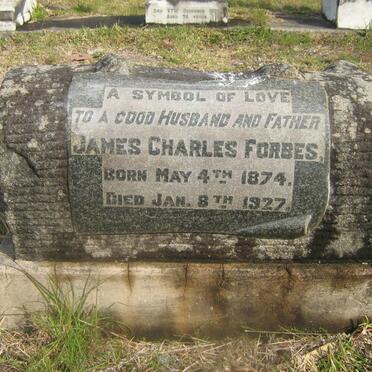 A SYMBOL OF LOVE
TO A GOOD HUSBAND AND FATHER
JAMES CHARLES FORBES,
BORN MAY 4TH 1874.
DIED JAN. 8TH 1927.